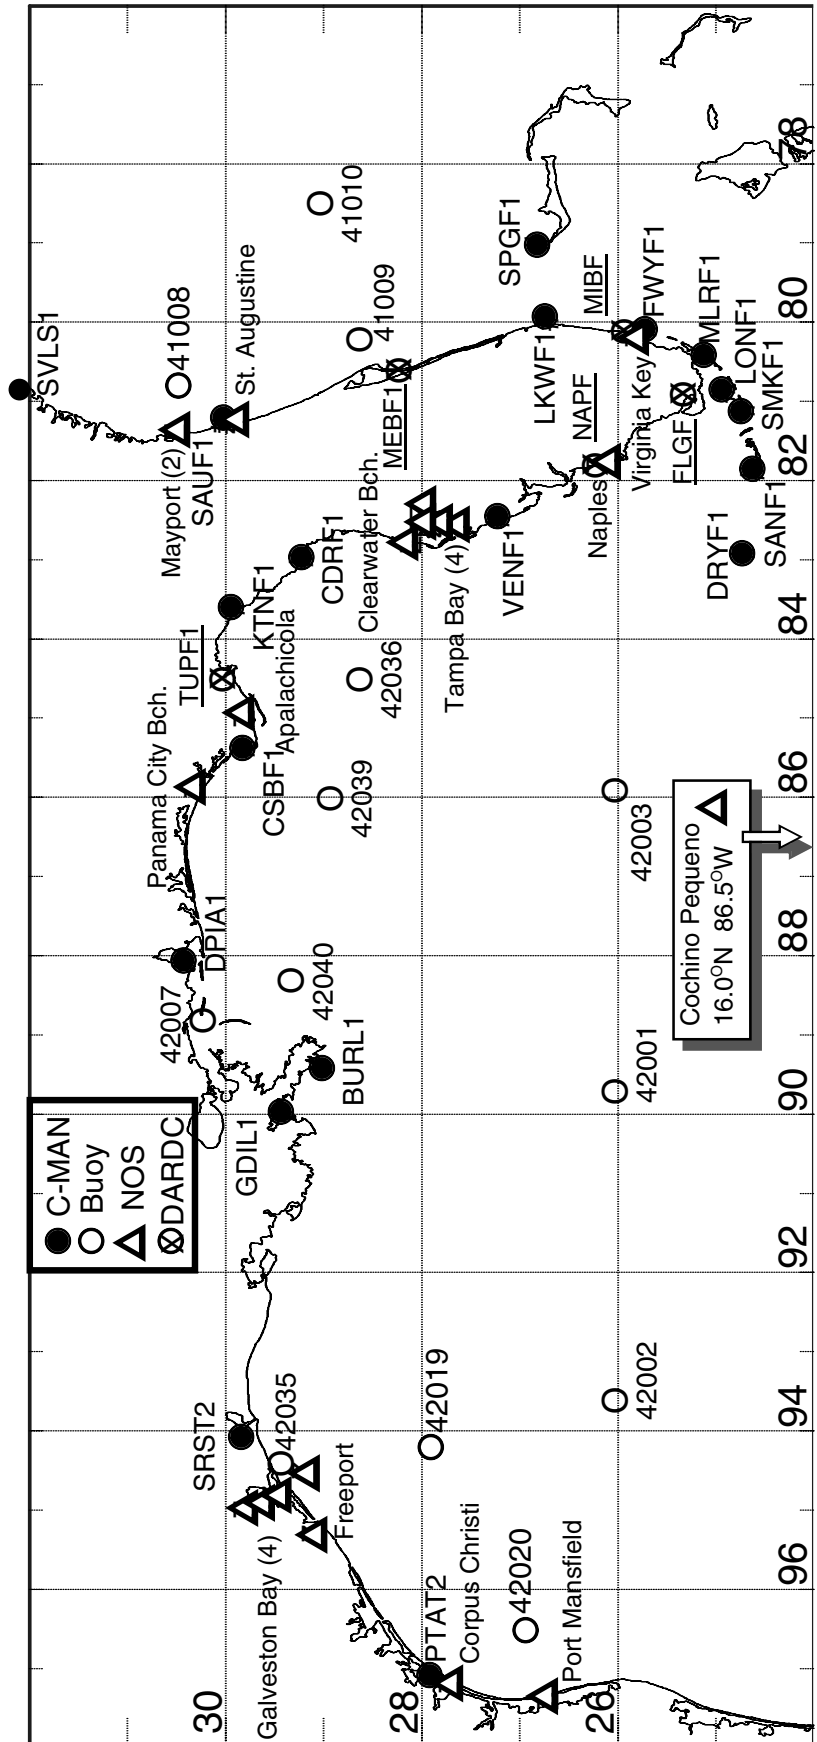 C-MAN
Buoy
NOS
DARDC
SVLS1
41008
Mayport (2)
SAUF1
St. Augustine
41010
41009
MEBF1
SPGF1
LKWF1
MIBF
FWYF1
Virginia Key
MLRF1
LONF1
SMKF1
SANF1
DRYF1
FLGF
NAPF
Naples
VENF1
Tampa Bay (4)
Clearwater Bch.
CDRF1
KTNF1
TUPF1
Apalachicola
CSBF1
Panama City Bch.
DPIA1
42007
42036
42039
42040
42003
BURL1
GDIL1
42001
Cochino Pequeno
16.0ON 86.5OW
SRST2
42035
Galveston Bay (4)
Freeport
42019
42002
PTAT2
Corpus Christi
42020
Port Mansfield
30
28
26
96
94
92
90
88
86
84
82
80
78